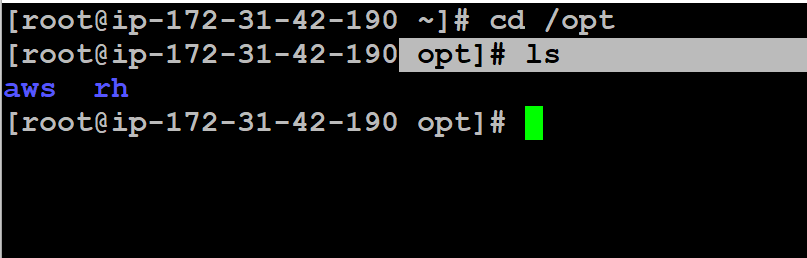 [root@ip-172-31-42-190 ~]# cd /opt
[root@ip-172-31-42-190 opt]# ls
aws  rh
[root@ip-172-31-42-190 opt]#